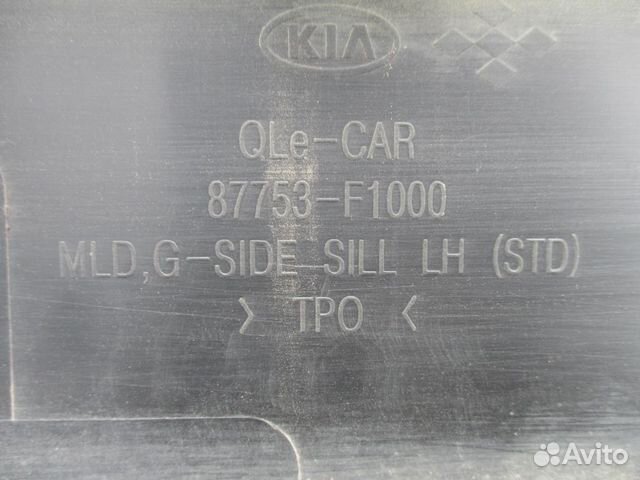 KIA
QLe-CAR
87753-F1000
MLD,G-SIDE SILL LH (STD)
> TPO <
Avito